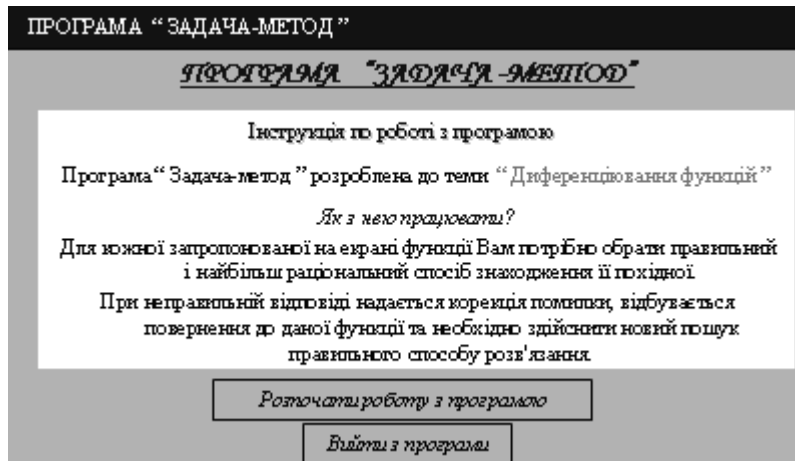 ПРОГРАМА “ЗАДАЧА-МЕТОД”
ПРОГРАМА “ЗАДАЧА-МЕТОД”
Інструкція по роботі з програмою
Програма “Задача-метод” розроблена до теми “Диференціювання функцій”
Як з нею працювати?
Для кожної запропонованої на екрані функції Вам потрібно обрати правильний
і найбільш раціональний спосіб знаходження її похідної.
При неправильній відповіді надається корекція помилки, відбувається
повернення до даної функції та необхідно здійснити новий пошук
правильного способу розв'язання.
Розпочати роботу з програмою
Вийти з програми